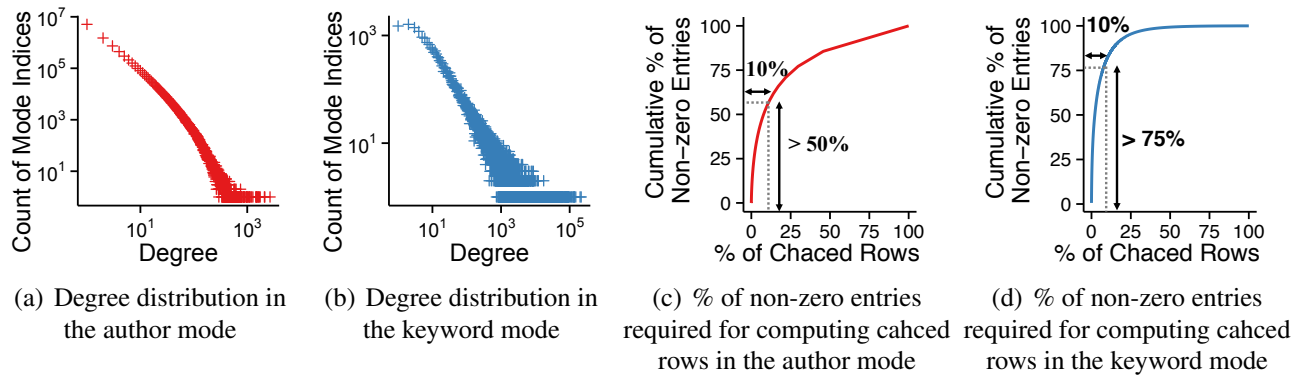 Count of Mode Indices
10^7
10^5
10^3
10^1
10^1
10^3
Degree
(a) Degree distribution in
the author mode
Count of Mode Indices
10^3
10^1
10^1
10^3
10^5
Degree
(b) Degree distribution in
the keyword mode
Cumulative % of
Non-zero Entries
100
75
50
25
0
10%
> 50%
0 25 50 75 100
% of Chaced Rows
(c) % of non-zero entries
required for computing cahced
rows in the author mode
Cumulative % of
Non-zero Entries
100
75
50
25
0
10%
> 75%
0 25 50 75 100
% of Chaced Rows
(d) % of non-zero entries
required for computing cahced
rows in the keyword mode